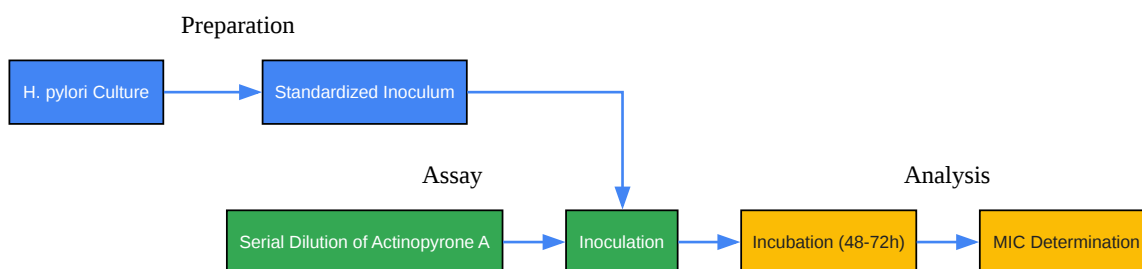 Preparation
H. pylori Culture
Standardized Inoculum
Assay
Analysis
Serial Dilution of Actinopyrone A
Inoculation
Incubation (48-72h)
MIC Determination